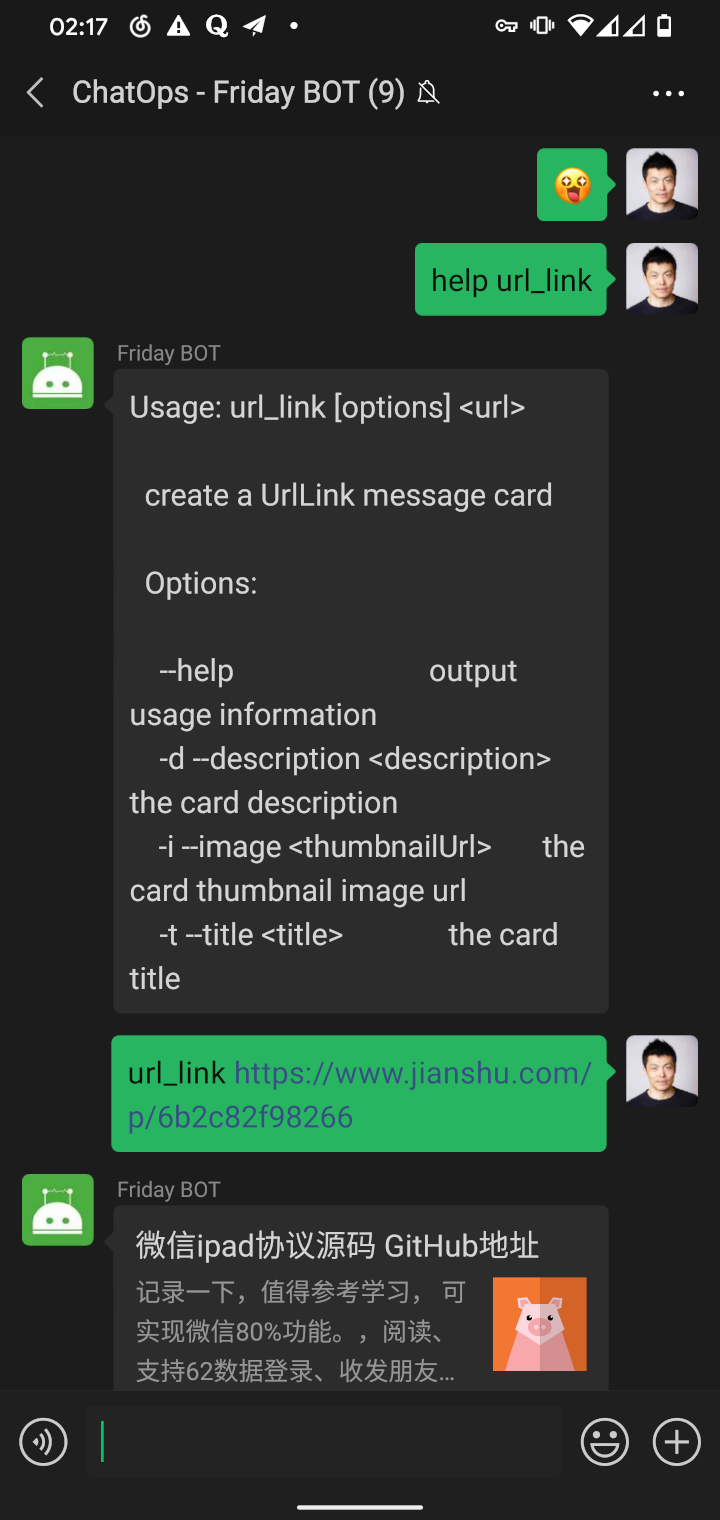 02:17
ChatOps - Friday BOT (9)
help url_link
Friday BOT
Usage: url_link [options] <url>
create a UrlLink message card
Options:
--help output
usage information
-d --description <description>
the card description
-i --image <thumbnailUrl> the
card thumbnail image url
-t --title <title> the card
title
url_link https://www.jianshu.com/
p/6b2c82f98266
Friday BOT
微信ipad协议源码 GitHub地址
记录一下，值得参考学习， 可
实现微信80%功能。，阅读、
支持62数据登录、收发朋友...